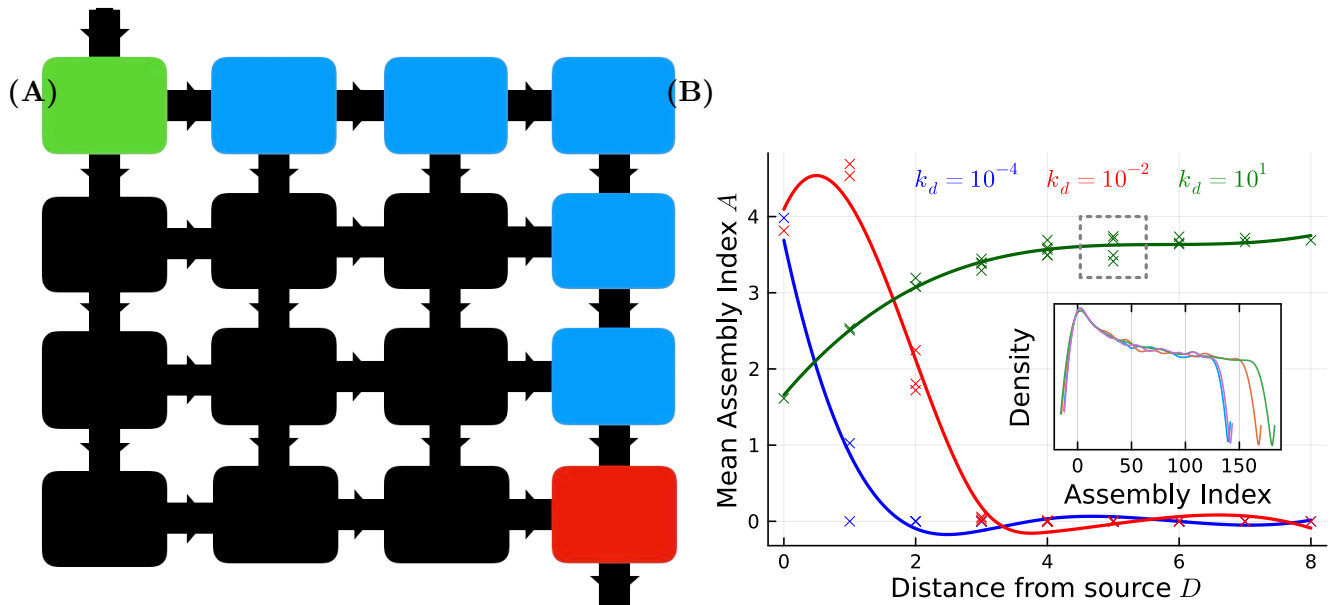 (A)
(B)
k_d = 10^{-4} k_d = 10^{-2} k_d = 10^1
Mean Assembly Index A
4
3
2
1
0
0 2 4 6 8
Distance from source D
Density
0 50 100 150
Assembly Index